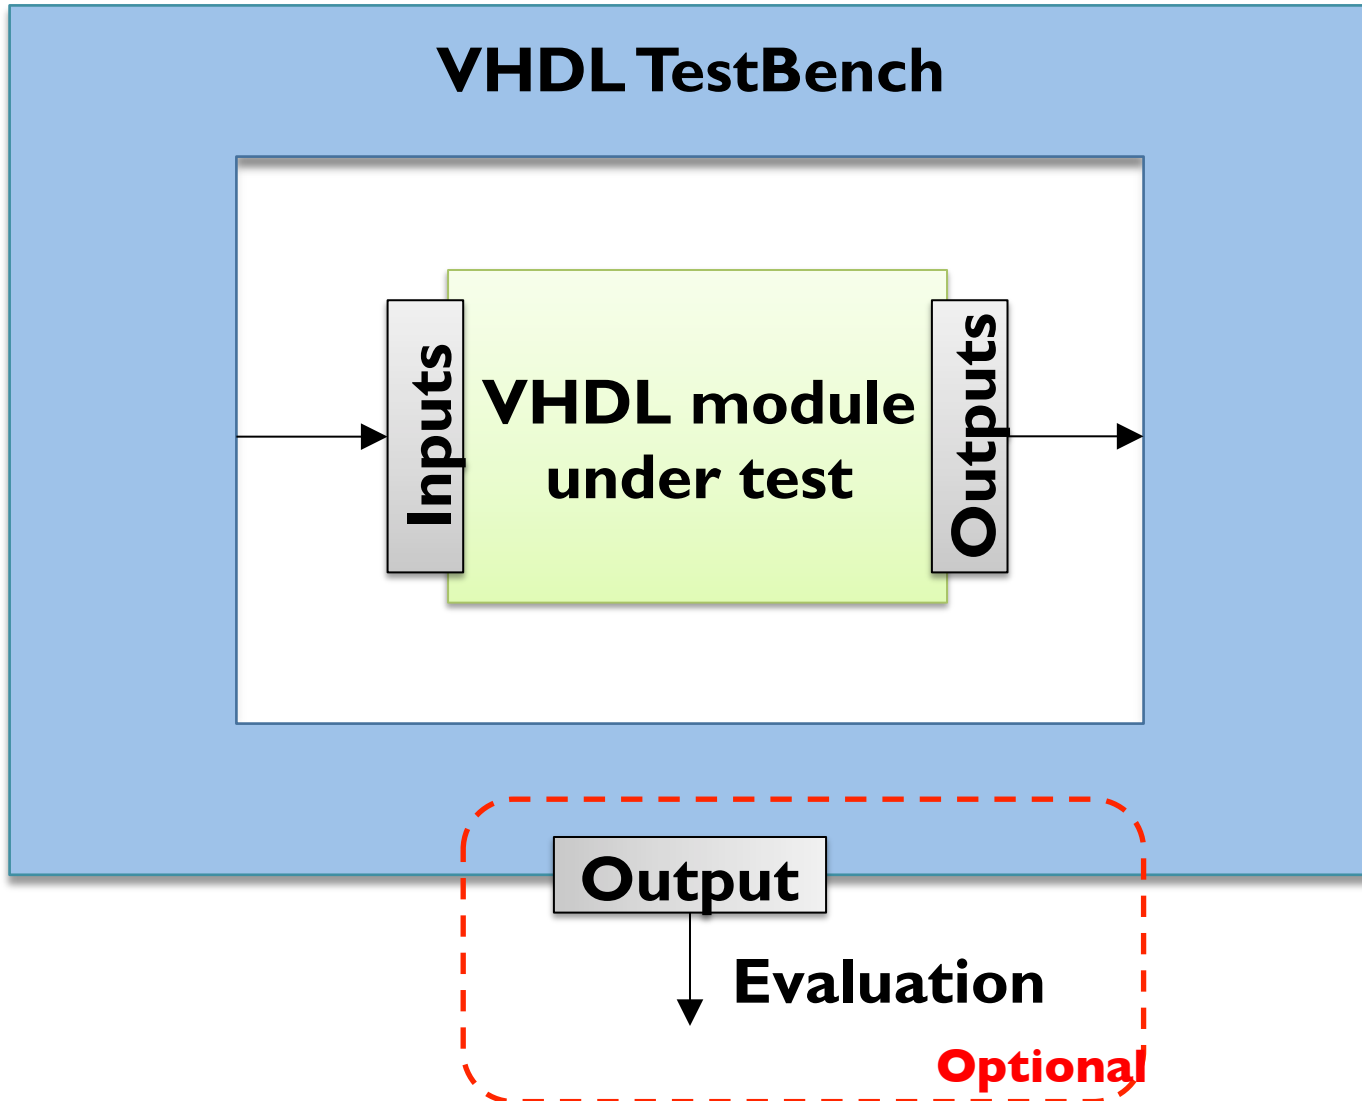 VHDL TestBench
Inputs
VHDL module
under test
Outputs
Output
Evaluation
Optional